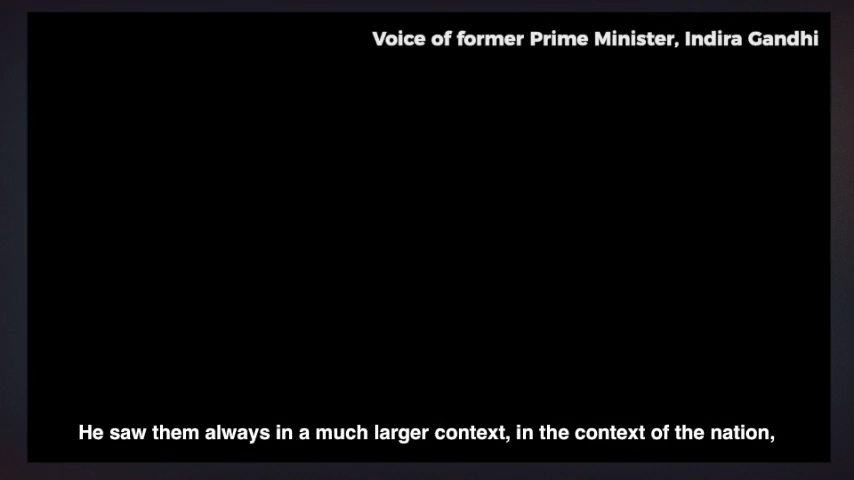 Voice of former Prime Minister, Indira Gandhi
He saw them always in a much larger context, in the context of the nation,